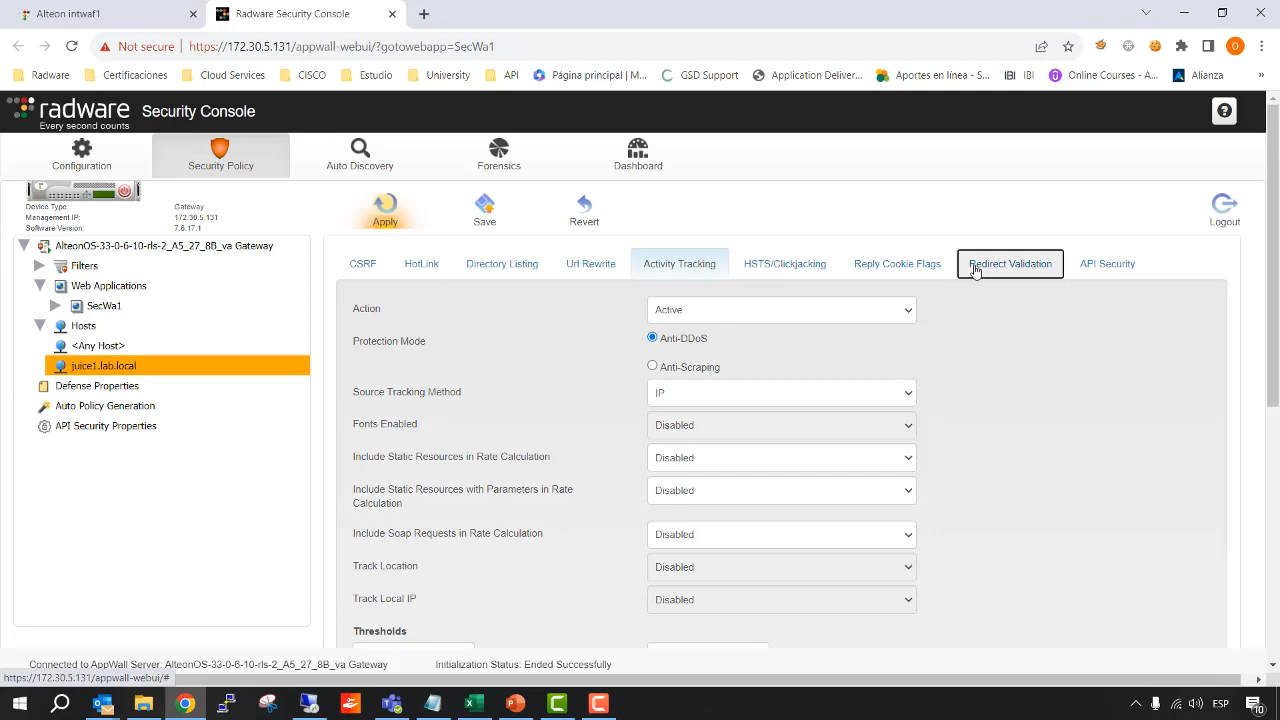 Alteon intwaf1
Radware Security Console
Not secure
https://172.30.5.131/appwall-webui/?gotowebapp=SecWa1
O
Radware
Certificaciones
Cloud Services
CISCO
Estudio
University
API
Página principal | M...
GSD Support
Application Deliver...
Aportes en línea - S...
IBI
Online Courses - A...
Alianza
»
radware
Every second counts
Security Console
Configuration
Security Policy
Auto Discovery
Forensics
Dashboard
Device Type:
Gateway
Management IP:
172.30.5.131
Software Version:
7.6.17.1
Apply
Save
Revert
Logout
AlteonOS-33-0-6-10-rls-2_A5_27_8B_va Gateway
Filters
Web Applications
SecWa1
Hosts
<Any Host>
juice1.lab.local
Defense Properties
Auto Policy Generation
API Security Properties
CSRF
HotLink
Directory Listing
Url Rewrite
Activity Tracking
HSTS/Clickjacking
Reply Cookie Flags
Redirect Validation
API Security
Action
Active
Protection Mode
Anti-DDoS
Anti-Scraping
Source Tracking Method
IP
Fonts Enabled
Disabled
Include Static Resources in Rate Calculation
Disabled
Include Static Resources with Parameters in Rate
Calculation
Disabled
Include Soap Requests in Rate Calculation
Disabled
Track Location
Disabled
Track Local IP
Disabled
Thresholds
Connected to AppWall Server: AlteonOS-33-0-6-10-rls-2_A5_27_8B_va Gateway
Initialization Status: Ended Successfully
https://172.30.5.131/appwall-webui/#
ESP
10